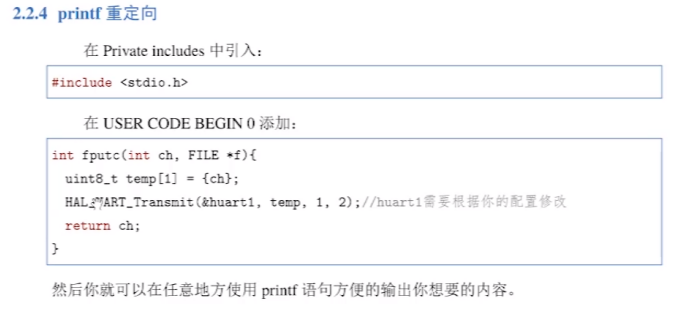 2.2.4 printf 重定向
在 Private includes 中引入：
#include <stdio.h>
在 USER CODE BEGIN 0 添加：
int fputc(int ch, FILE *f){
uint8_t temp[1] = {ch};
HAL_UART_Transmit(&huart1, temp, 1, 2);//huart1需要根据你的配置修改
return ch;
}
然后你就可以在任意地方使用 printf 语句方便的输出你想要的内容。